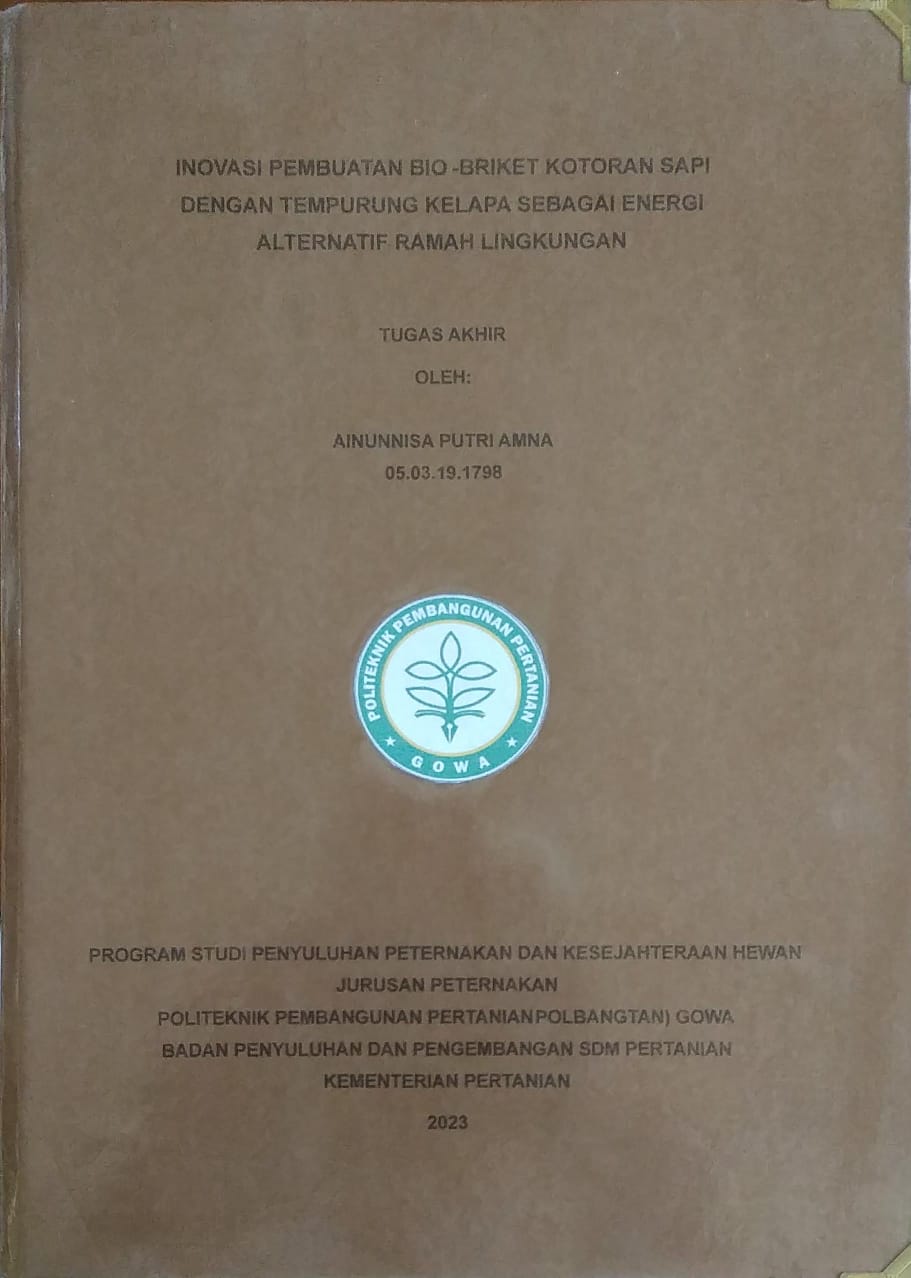 INOVASI PEMBUATAN BIO -BRIKET KOTORAN SAPI
DENGAN TEMPURUNG KELAPA SEBAGAI ENERGI
ALTERNATIF RAMAH LINGKUNGAN
TUGAS AKHIR
OLEH:
AINUNNISA PUTRI AMNA
05.03.19.1798
POLITEKNIK PEMBANGUNAN PERTANIAN
GOWA
PROGRAM STUDI PENYULUHAN PETERNAKAN DAN KESEJAHTERAAN HEWAN
JURUSAN PETERNAKAN
POLITEKNIK PEMBANGUNAN PERTANIANPOLBANGTAN) GOWA
BADAN PENYULUHAN DAN PENGEMBANGAN SDM PERTANIAN
KEMENTERIAN PERTANIAN
2023